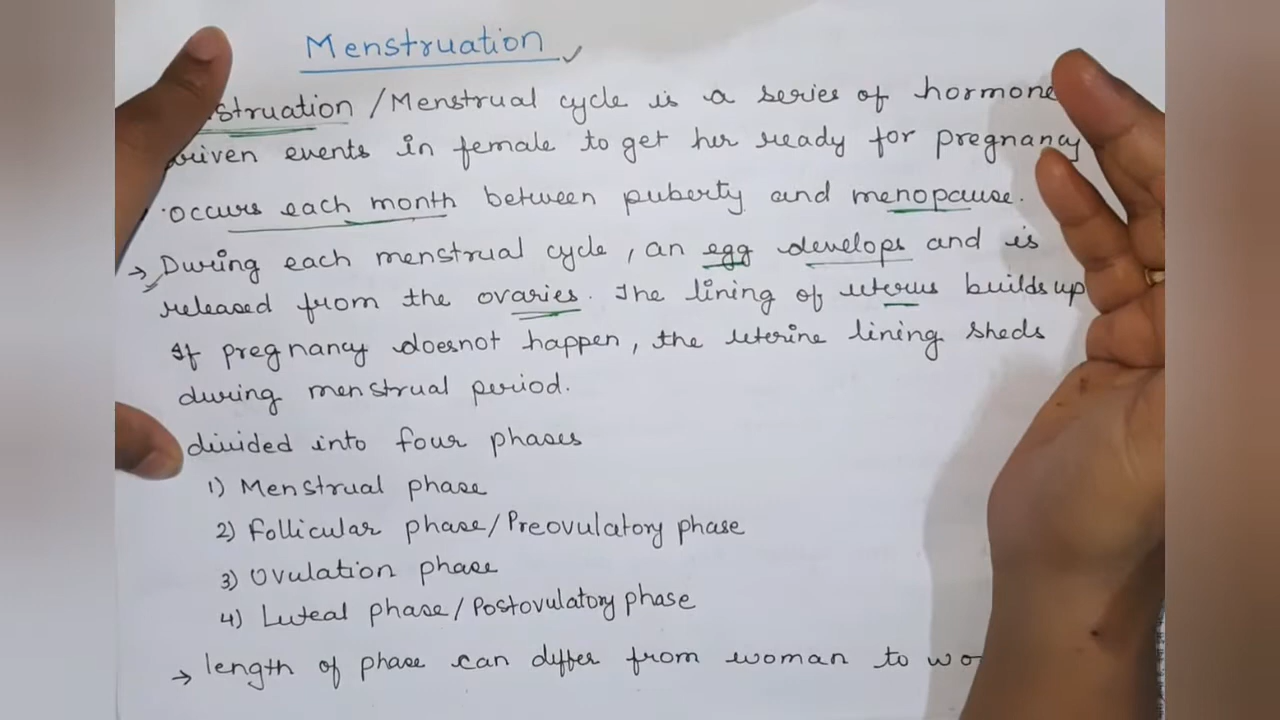 Menstruation
struation / Menstrual cycle is a series of hormone
driven events in female to get her ready for pregnancy
occurs each month between puberty and menopause.
→ During each menstrual cycle, an egg develops and is
released from the ovaries. The lining of uterus builds up
If pregnancy doesnot happen, the uterine lining sheds
during menstrual period.
divided into four phases
1) Menstrual phase
2) Follicular phase/Preovulatory phase
3) Ovulation phase
4) Luteal phase/Postovulatory phase
→ length of phase can differ from woman to wo